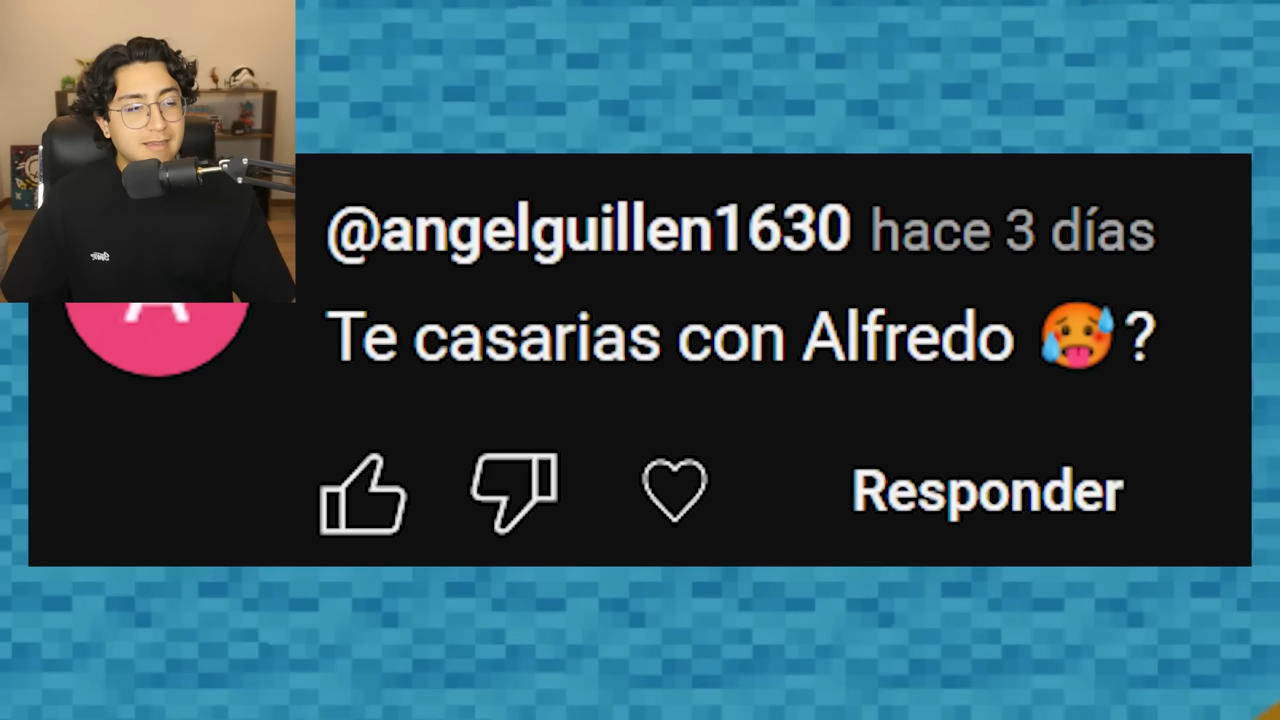 @angelguillen1630 hace 3 días
Te casarias con Alfredo 🥵?
Responder